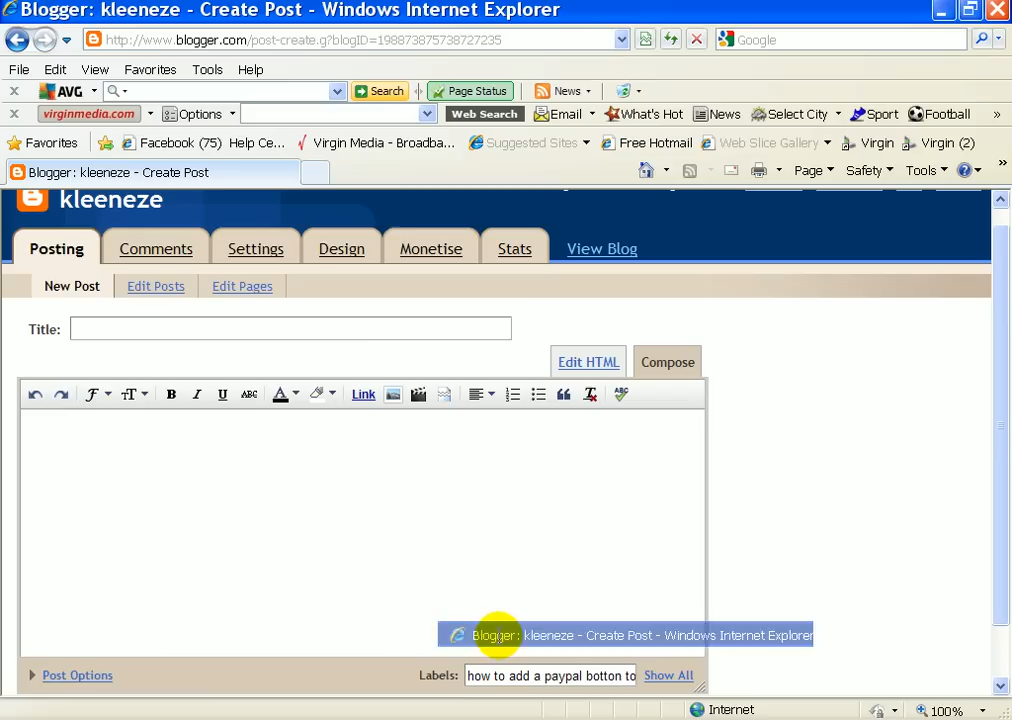 Blogger: kleeneze - Create Post - Windows Internet Explorer
http://www.blogger.com/post-create.g?blogID=198873875738727235
Google
File Edit View Favorites Tools Help
AVG Search Page Status News
virginmedia.com Options Web Search Email What's Hot News Select City Sport Football »
Favorites Facebook (75) Help Ce... Virgin Media - Broadba... Suggested Sites Free Hotmail Web Slice Gallery Virgin Virgin (2)
Blogger: kleeneze - Create Post Page Safety Tools »
kleeneze
Posting Comments Settings Design Monetise Stats View Blog
New Post Edit Posts Edit Pages
Title:
Edit HTML Compose
B I U ABC A Link ABC
Blogger: kleeneze - Create Post - Windows Internet Explorer
Post Options Labels: how to add a paypal botton to Show All
Internet 100%